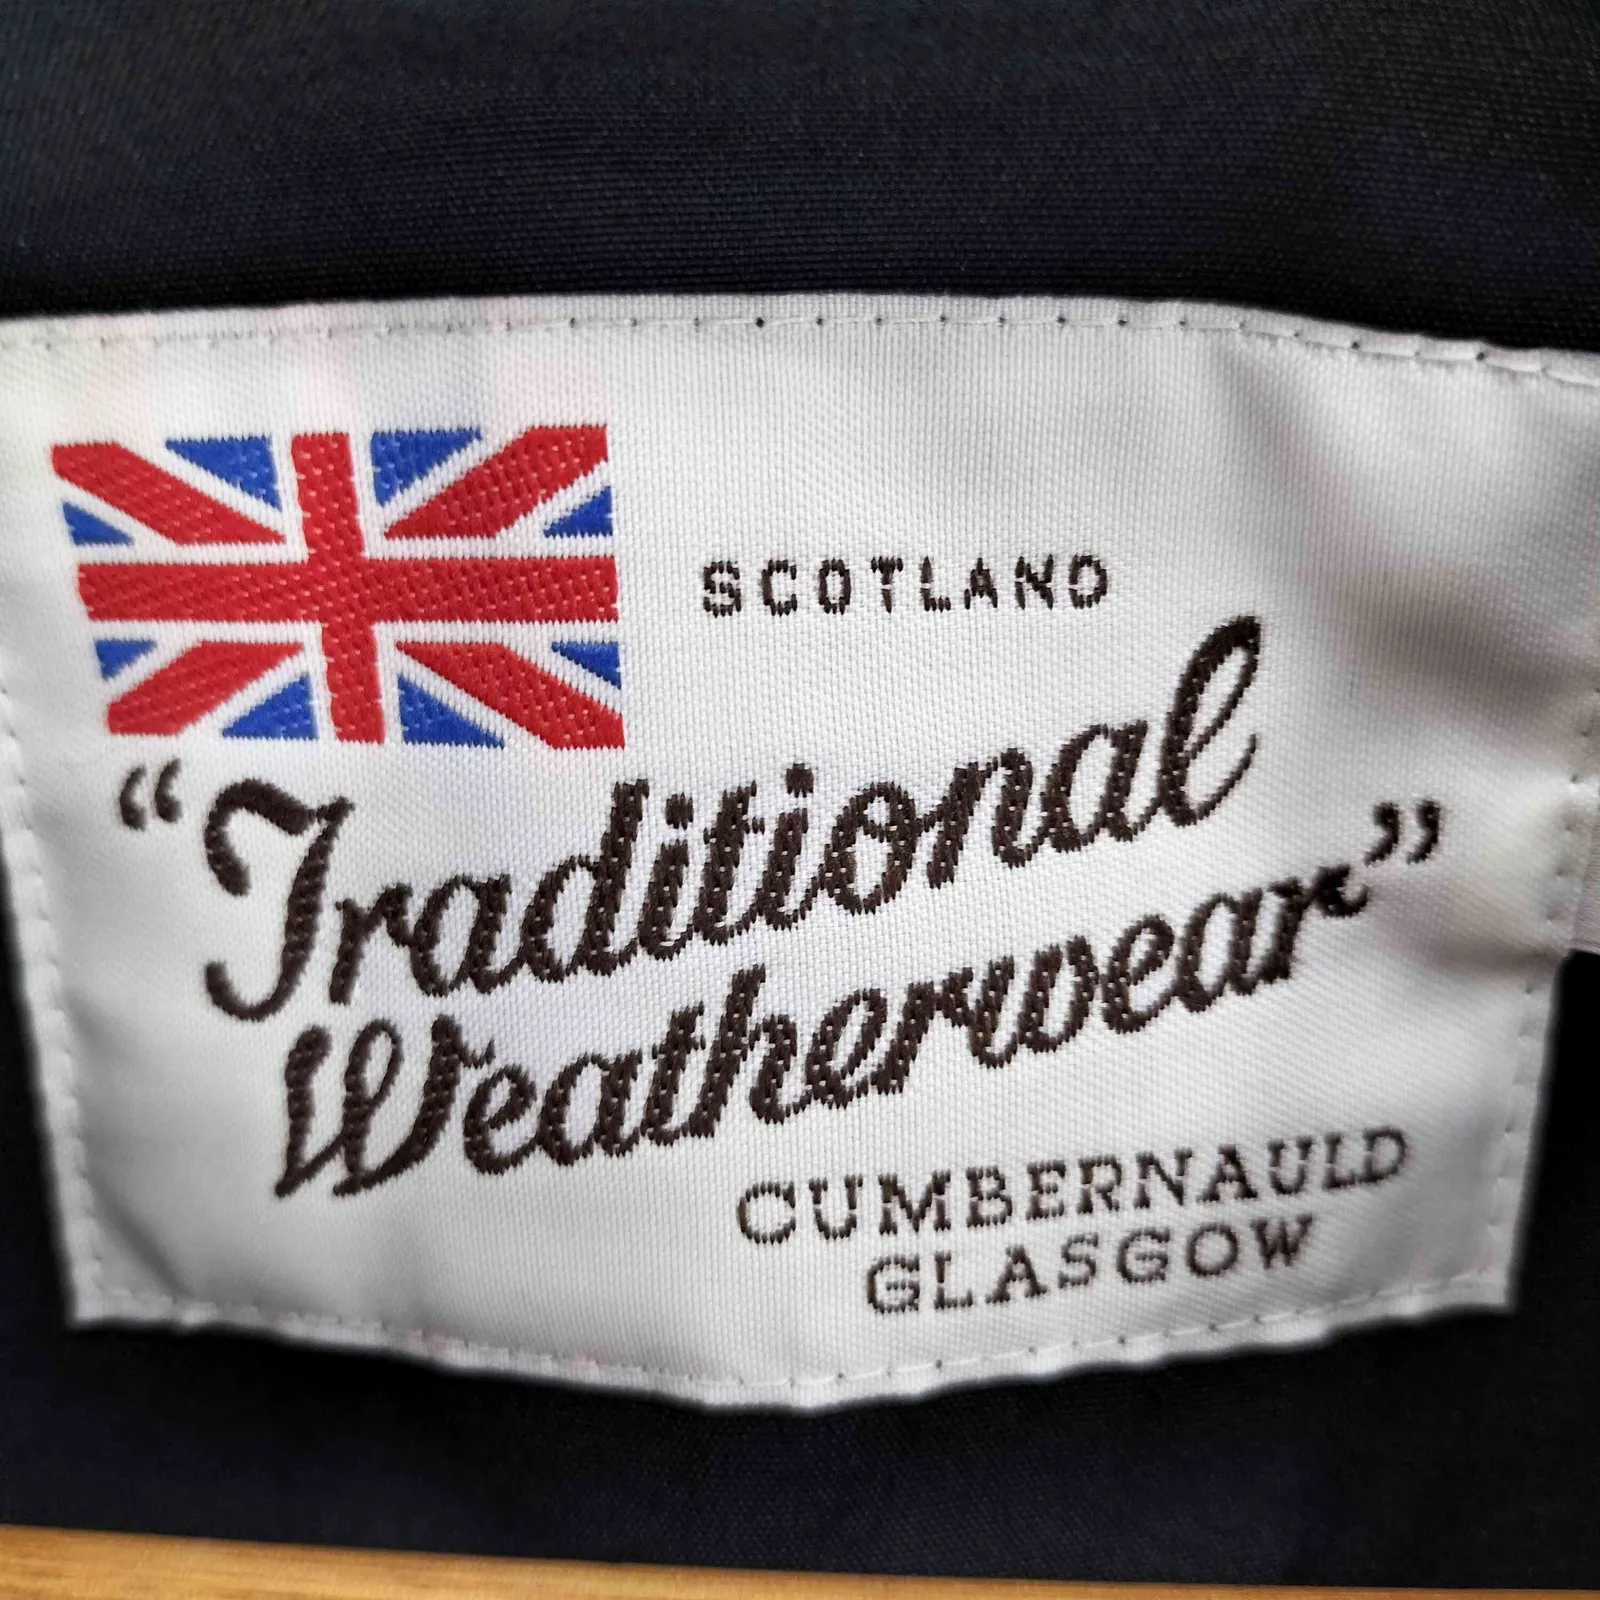 SCOTLAND
“Traditional
Weatherwear”
CUMBERNAULD
GLASGOW